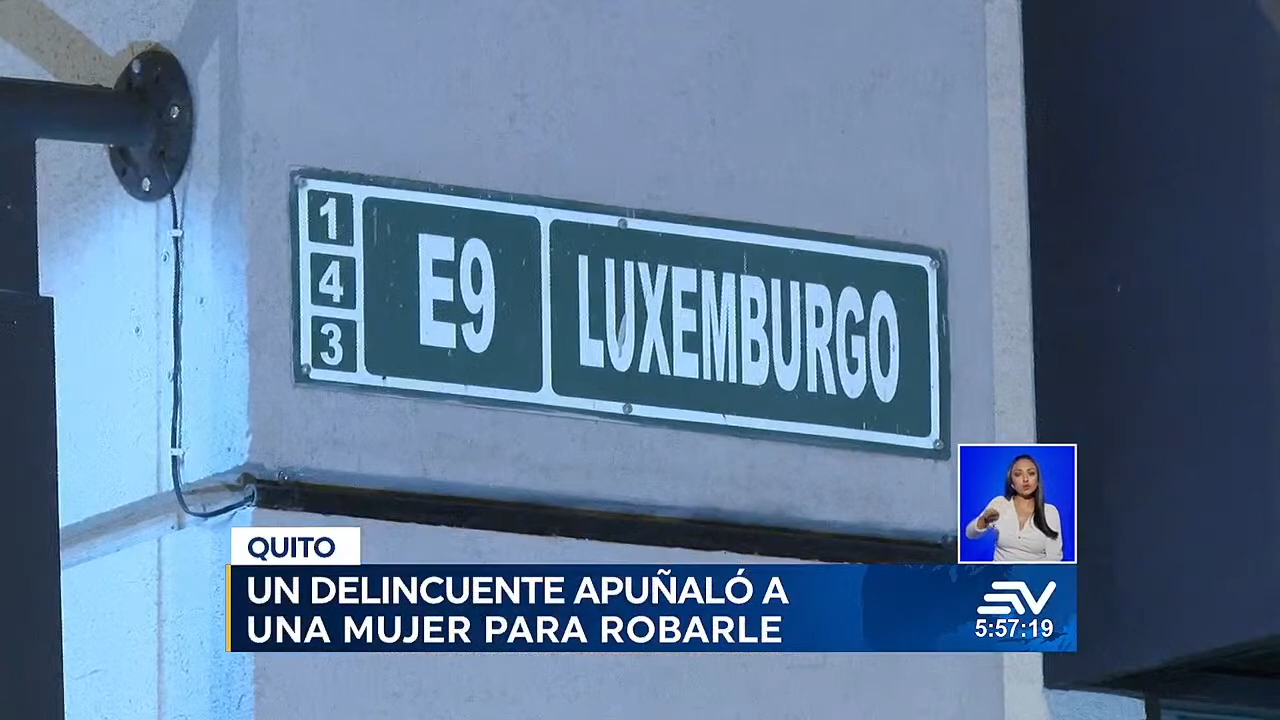 1
4
3
E9
LUXEMBURGO
QUITO
UN DELINCUENTE APUÑALÓ A
UNA MUJER PARA ROBARLE
5:57:19